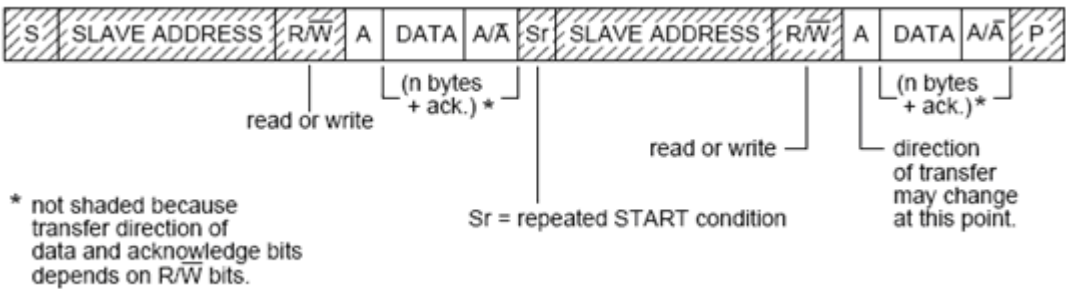 S SLAVE ADDRESS R/W̅ A DATA A/A̅ Sr SLAVE ADDRESS R/W̅ A DATA A/A̅ P
(n bytes
+ ack.) *
(n bytes
+ ack.) *
read or write
read or write
direction
of transfer
may change
at this point.
* not shaded because
transfer direction of
data and acknowledge bits
depends on R/W̅ bits.
Sr = repeated START condition